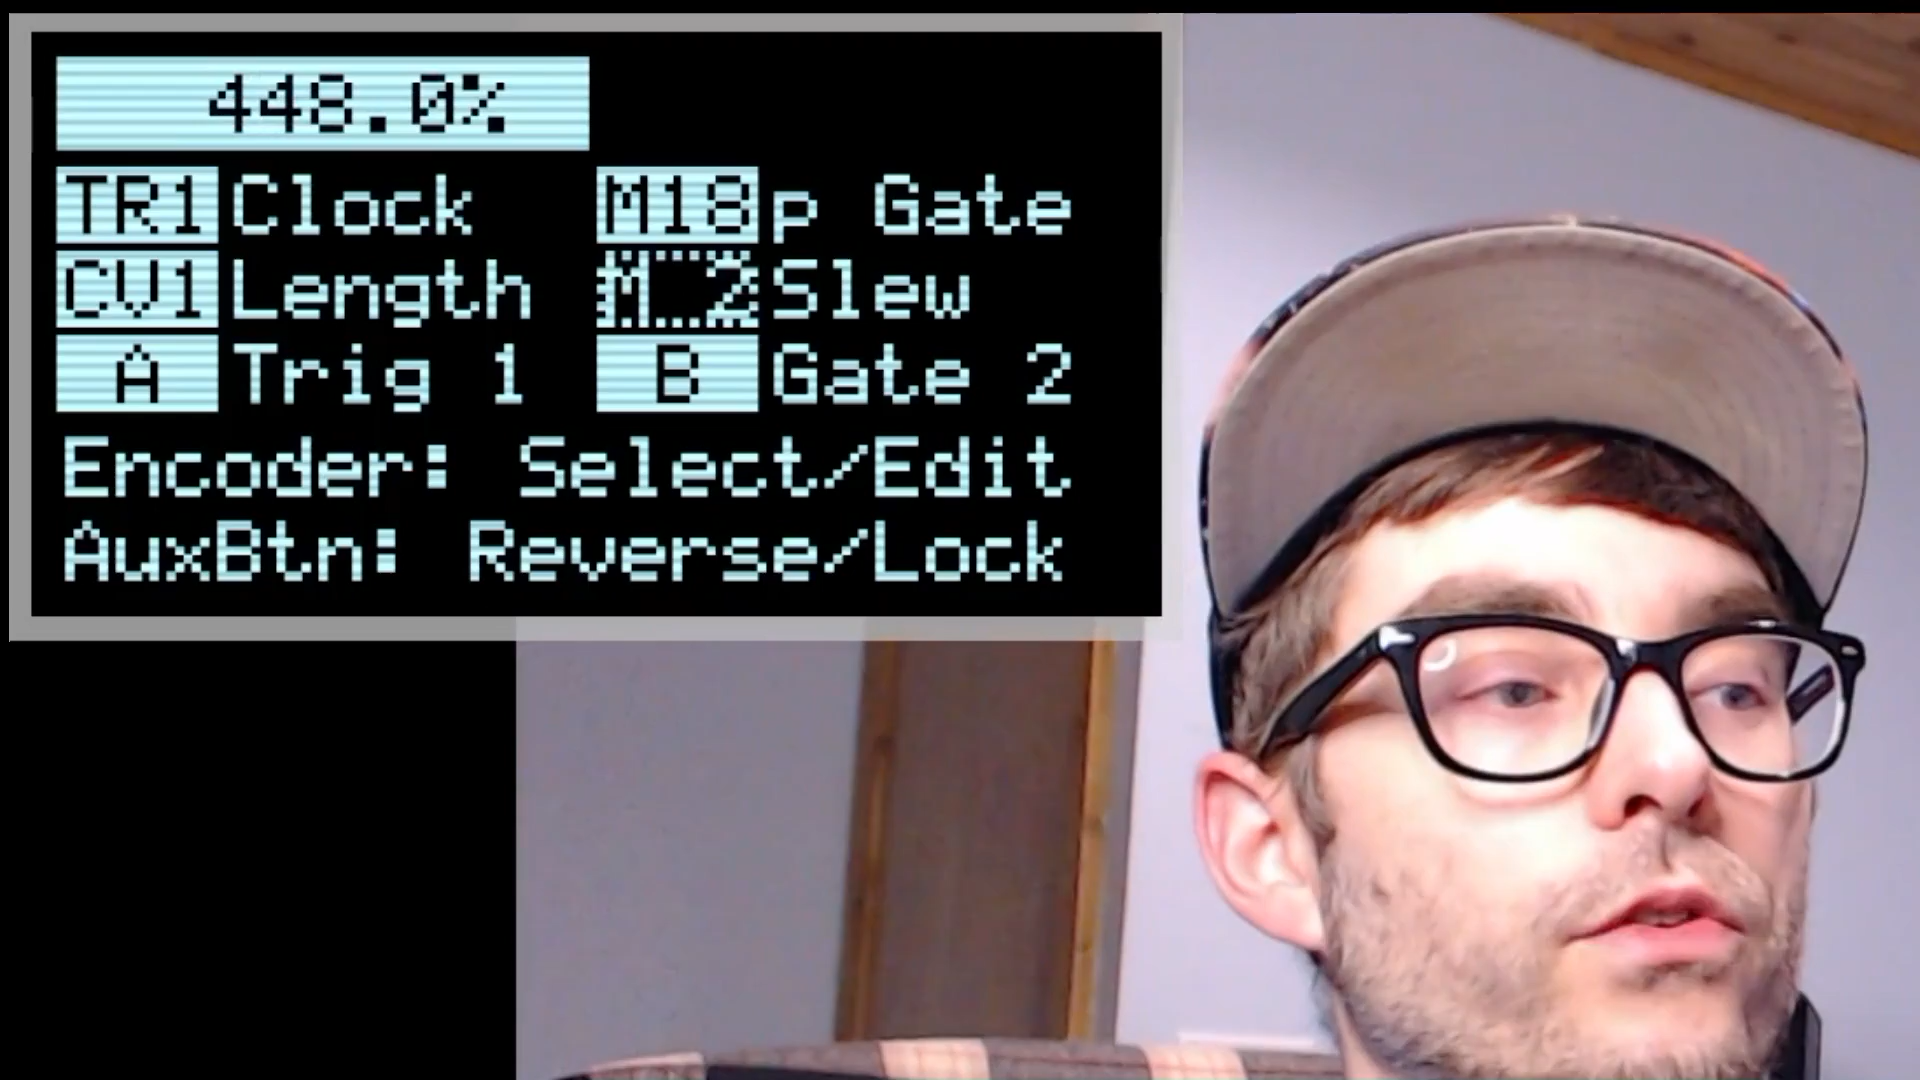 448.0%
TR1 Clock M18p Gate
CV1 Length M 2 Slew
A Trig 1 B Gate 2
Encoder: Select/Edit
AuxBtn: Reverse/Lock